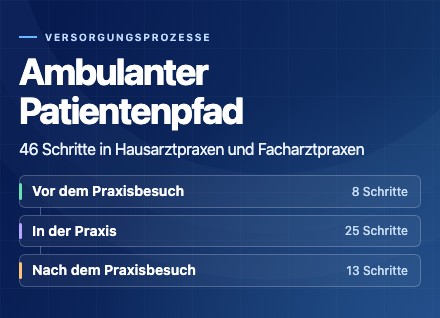 VERSORGUNGSPROZESSE
Ambulanter
Patientenpfad
46 Schritte in Hausarztpraxen und Facharztpraxen
Vor dem Praxisbesuch 8 Schritte
In der Praxis 25 Schritte
Nach dem Praxisbesuch 13 Schritte